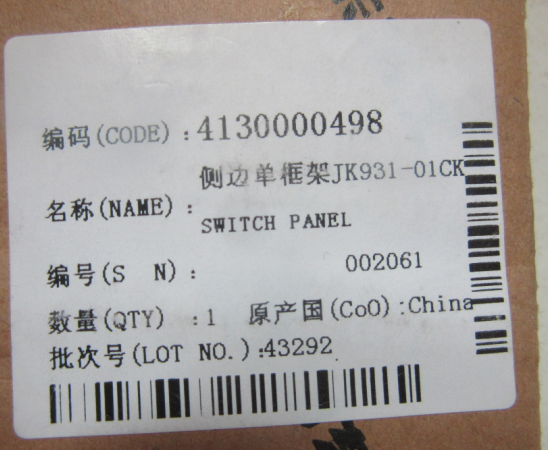 编码(CODE) : 4130000498
侧边单框架JK931-01CK
名称(NAME) :
SWITCH PANEL
编号(S N) : 002061
数量(QTY) :1 原产国(CoO):China
批次号(LOT NO.):43292